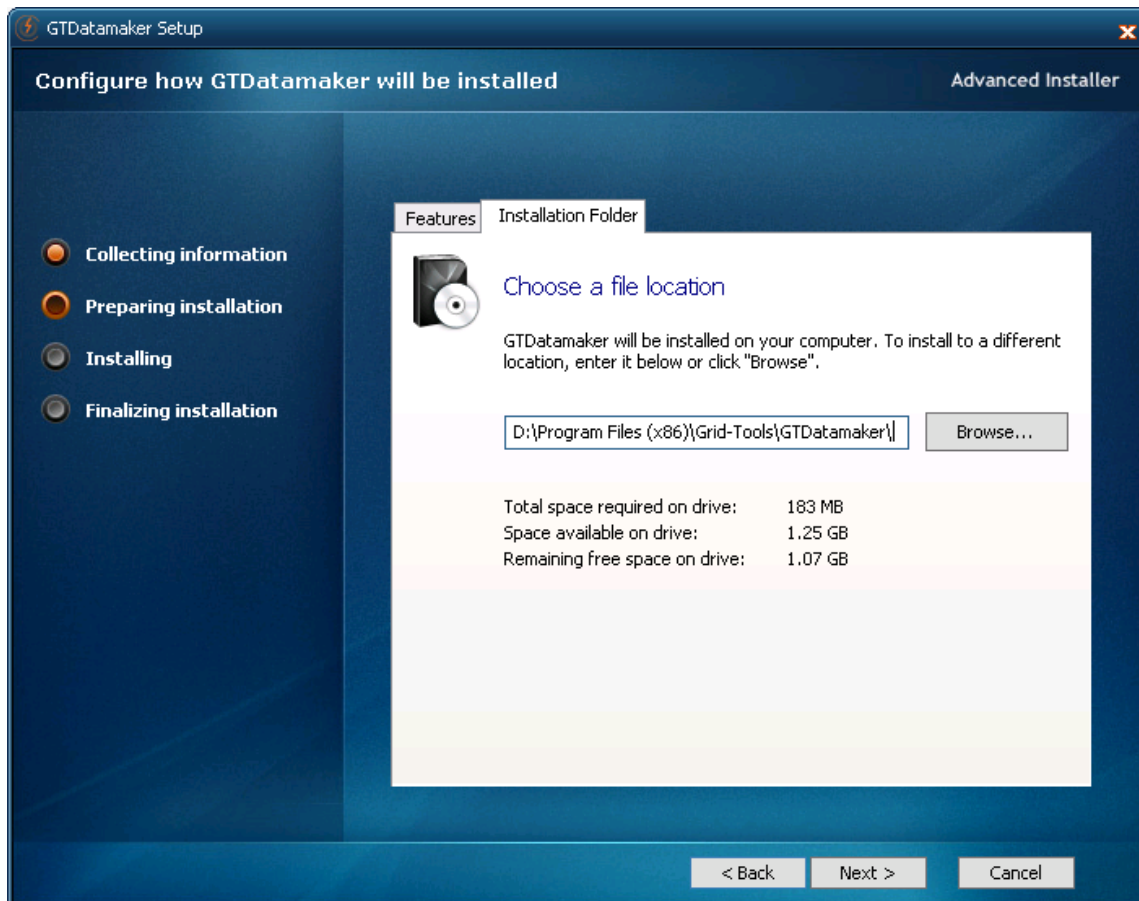 GTDatamaker Setup
Configure how GTDatamaker will be installed
Advanced Installer
Collecting information
Preparing installation
Installing
Finalizing installation
Features
Installation Folder
Choose a file location
GTDatamaker will be installed on your computer. To install to a different
location, enter it below or click "Browse".
D:\Program Files (x86)\Grid-Tools\GTDatamaker\
Browse...
Total space required on drive: 183 MB
Space available on drive: 1.25 GB
Remaining free space on drive: 1.07 GB
< Back
Next >
Cancel